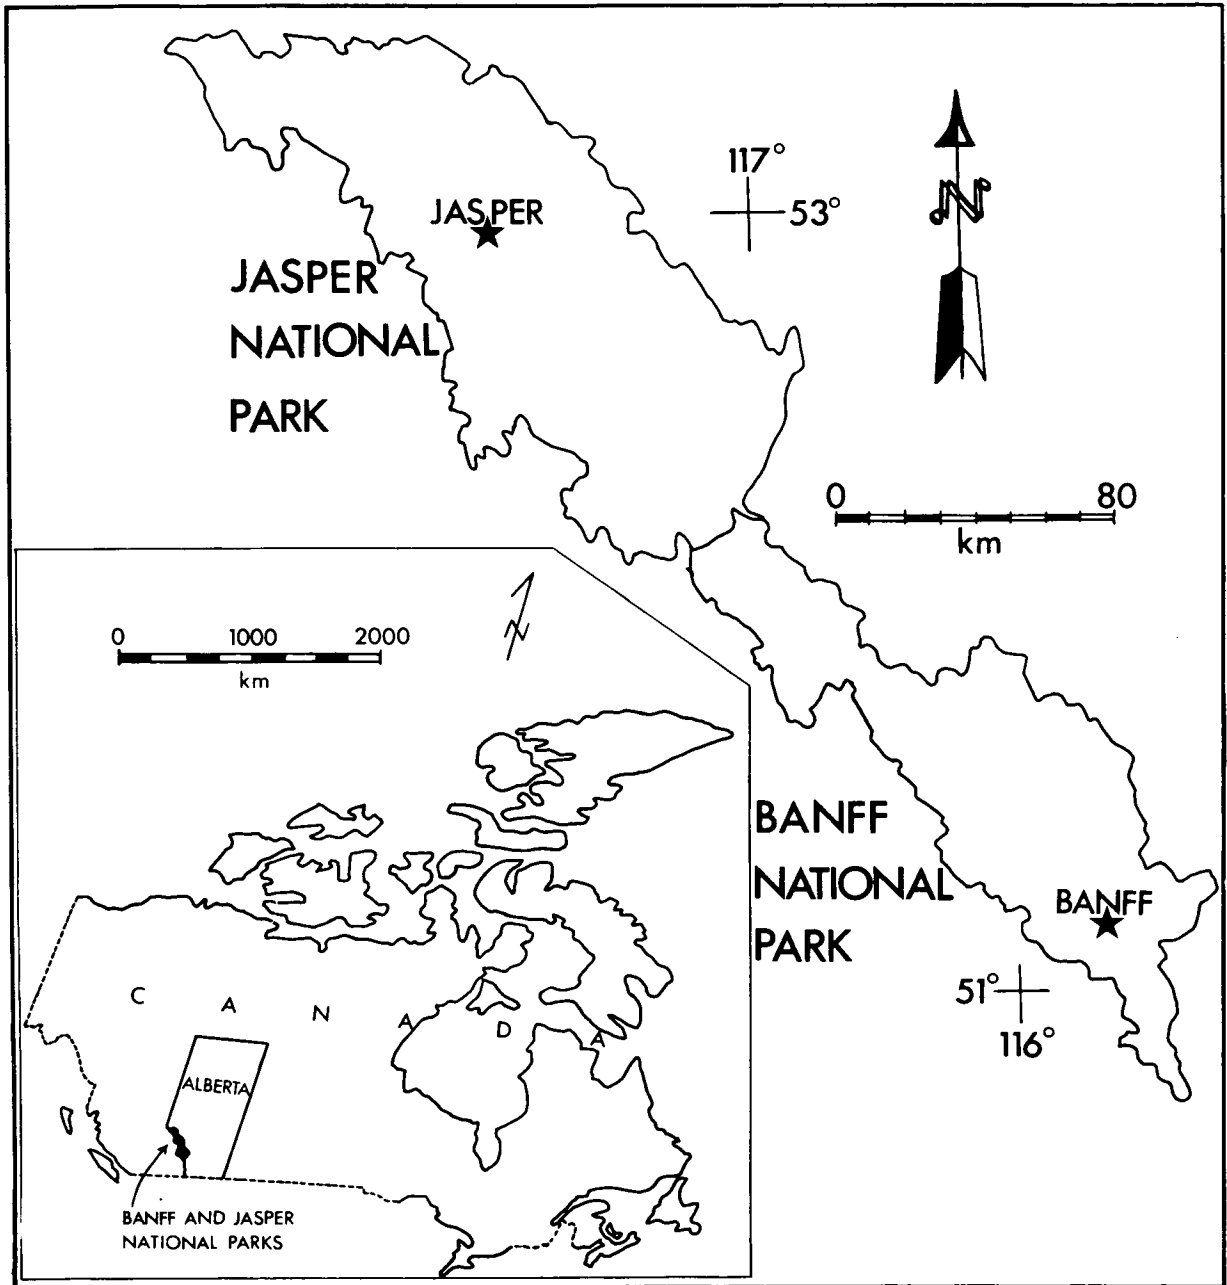 117°
53°
N
JASPER
JASPER
NATIONAL
PARK
0 80
km
N
0 1000 2000
km
BANFF
NATIONAL
PARK
BANFF
51°
116°
C A N A D A
ALBERTA
BANFF AND JASPER
NATIONAL PARKS